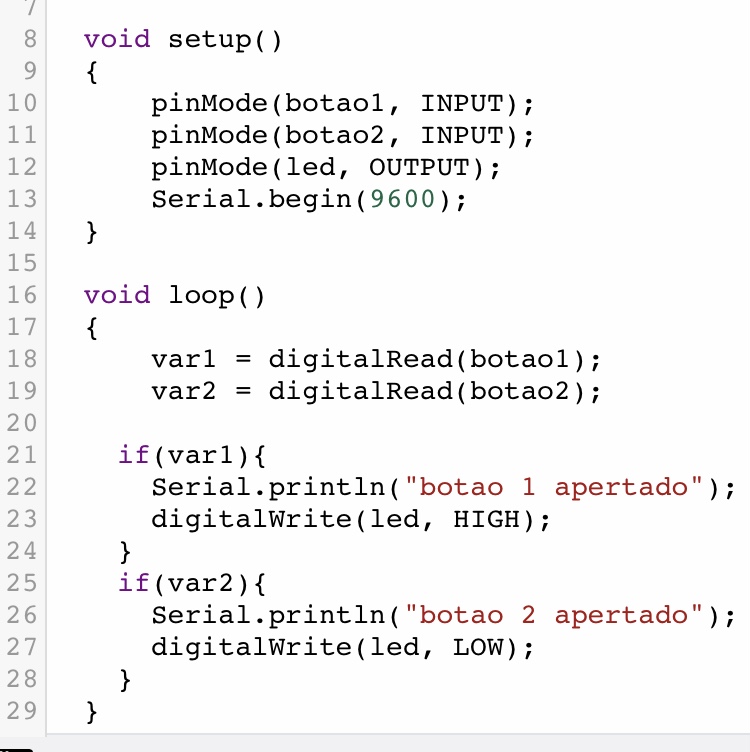 7
8 void setup()
9 {
10 pinMode(botao1, INPUT);
11 pinMode(botao2, INPUT);
12 pinMode(led, OUTPUT);
13 Serial.begin(9600);
14 }
15
16 void loop()
17 {
18 var1 = digitalRead(botao1);
19 var2 = digitalRead(botao2);
20
21 if(var1){
22 Serial.println("botao 1 apertado");
23 digitalWrite(led, HIGH);
24 }
25 if(var2){
26 Serial.println("botao 2 apertado");
27 digitalWrite(led, LOW);
28 }
29 }